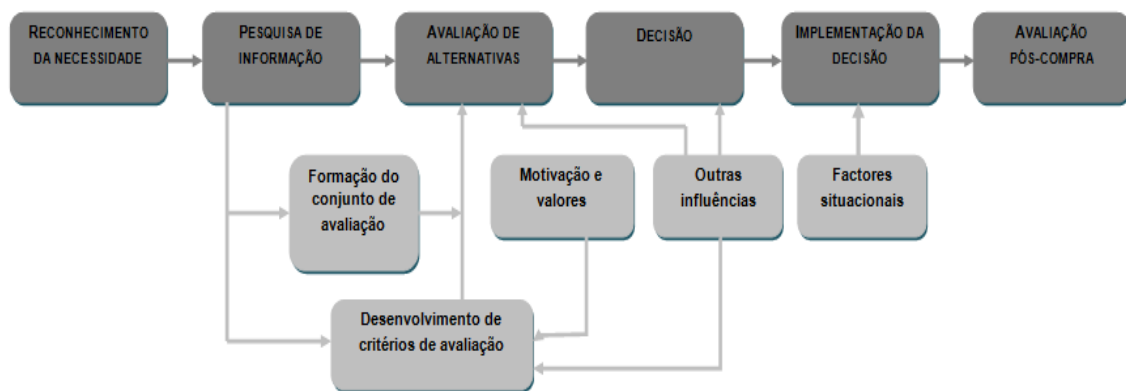 RECONHECIMENTO
DA NECESSIDADE
PESQUISA DE
INFORMAÇÃO
AVALIAÇÃO DE
ALTERNATIVAS
DECISÃO
IMPLEMENTAÇÃO DA
DECISÃO
AVALIAÇÃO
PÓS-COMPRA
Formação do
conjunto de
avaliação
Motivação e
valores
Outras
influências
Factores
situacionais
Desenvolvimento de
critérios de avaliação